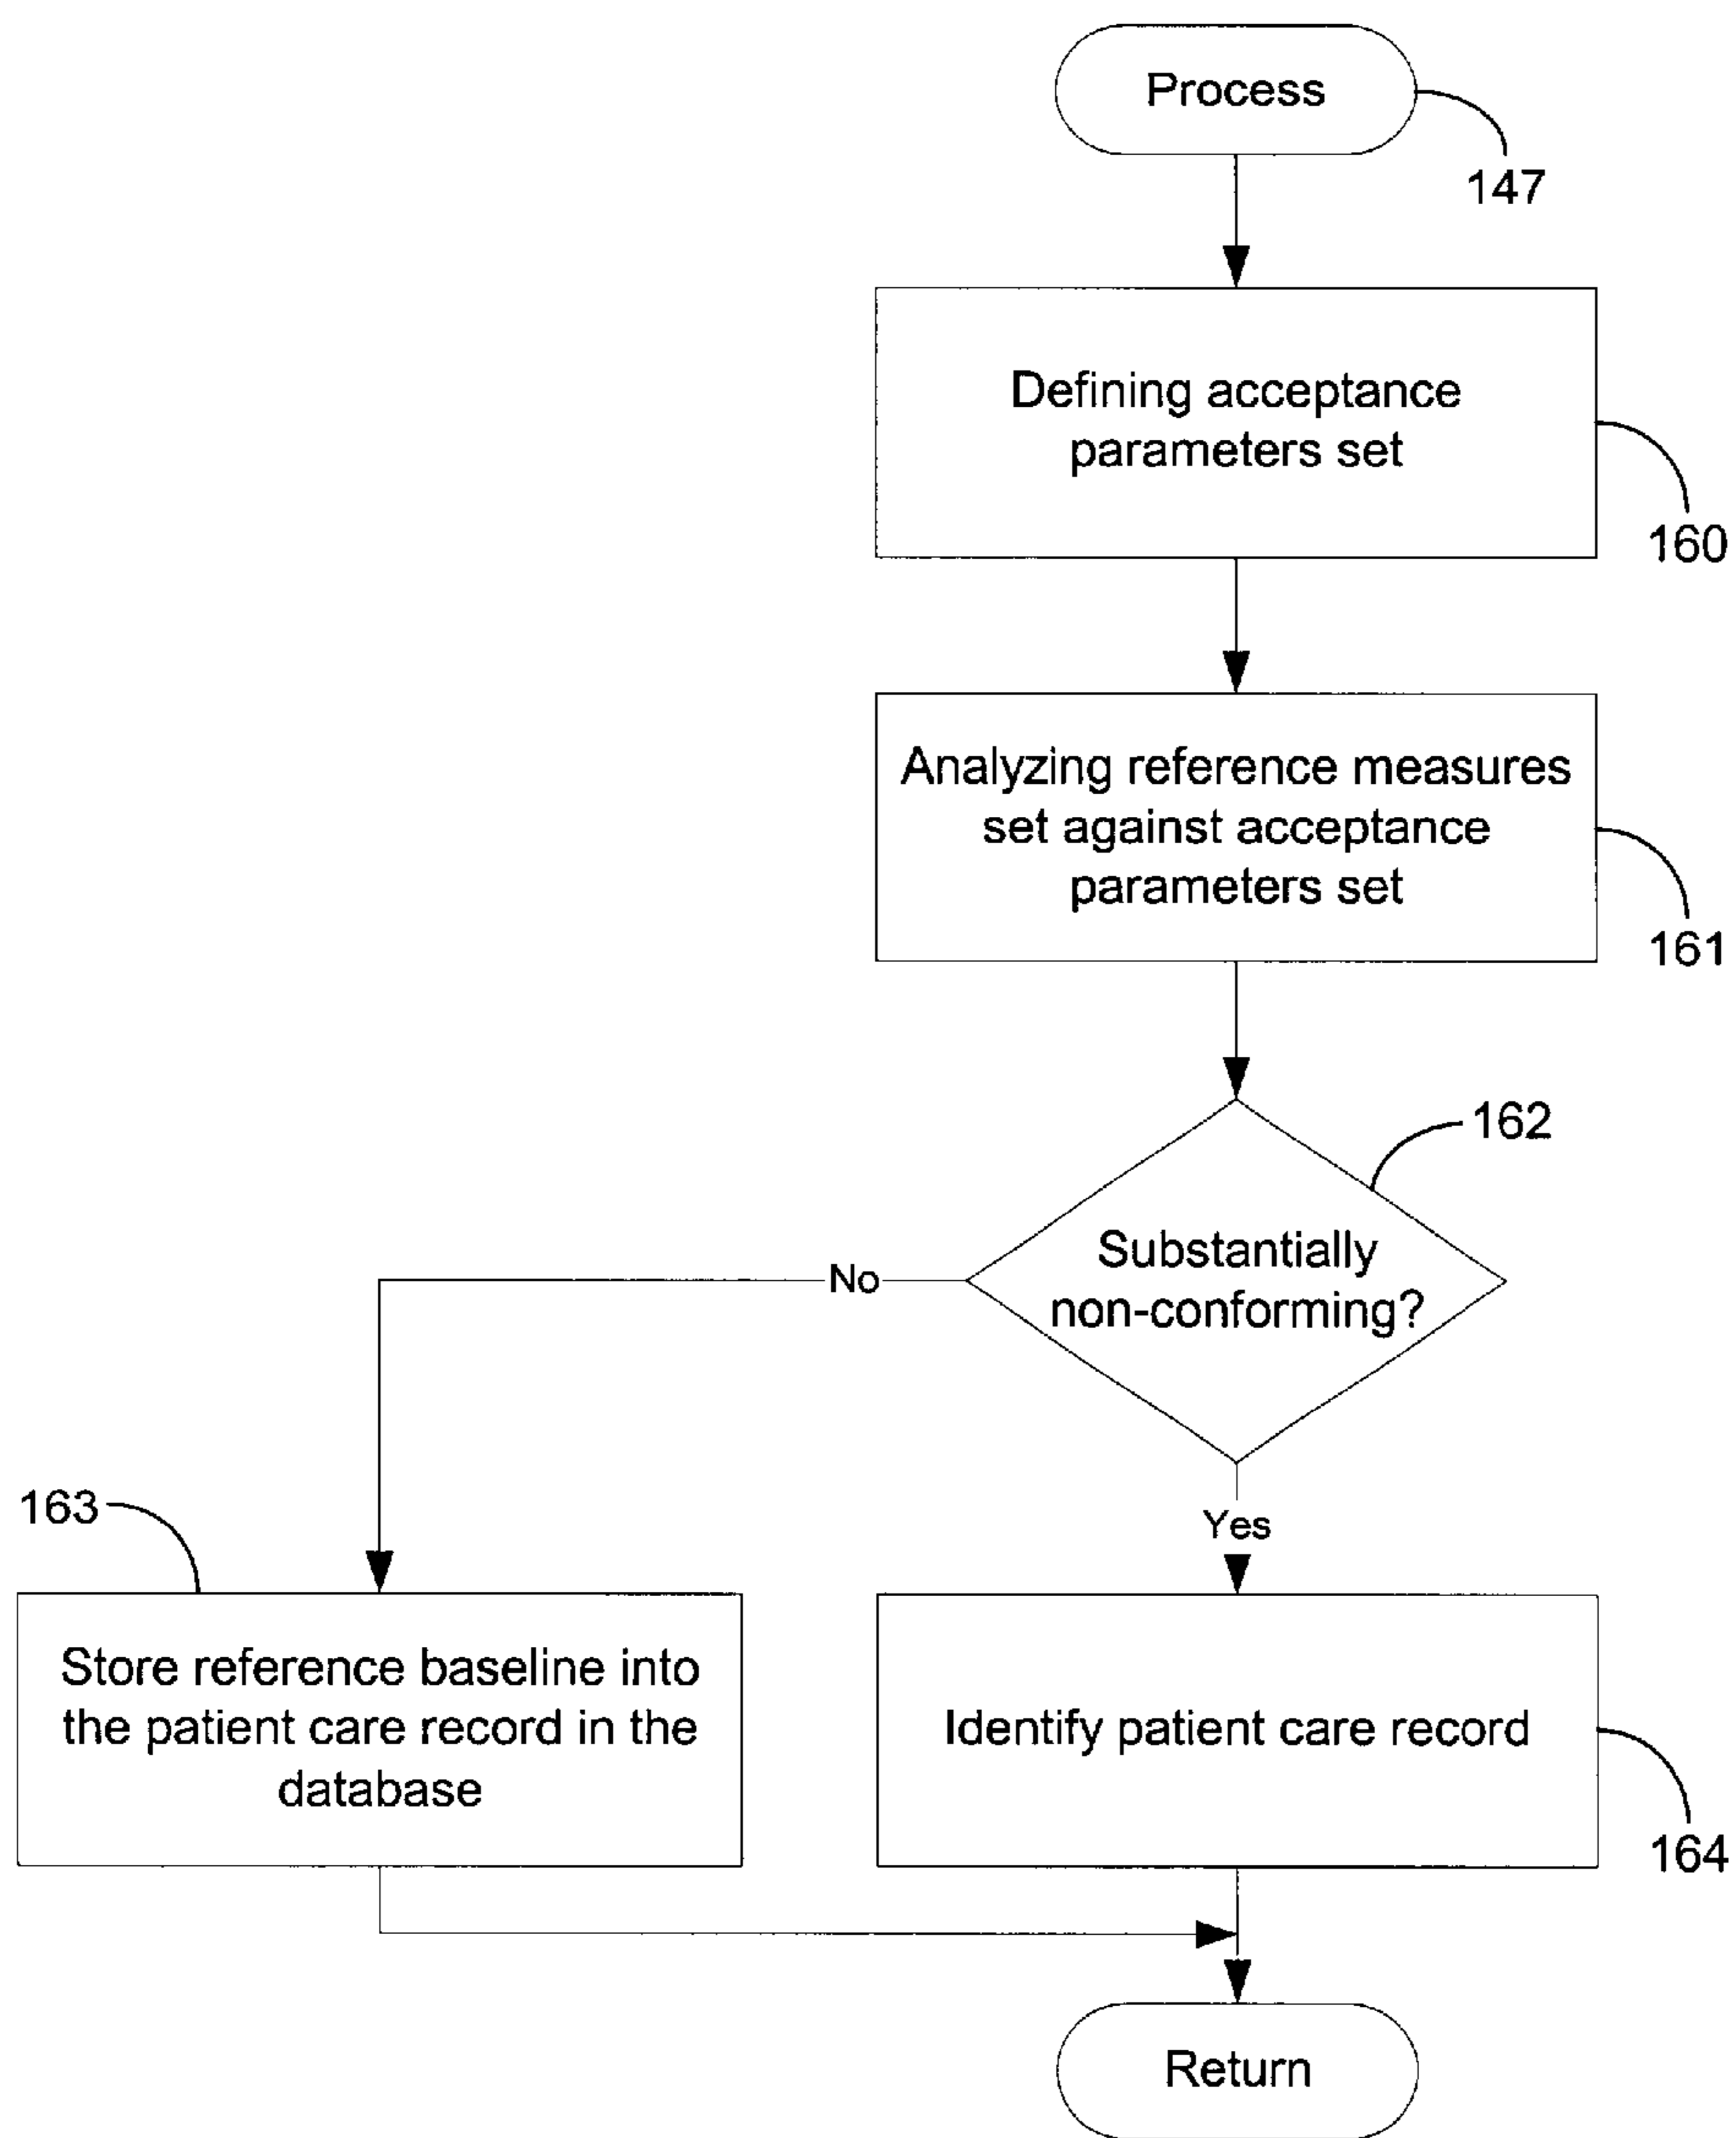 Process
147
Defining acceptance
parameters set
160
Analyzing reference measures
set against acceptance
parameters set
161
162
Substantially
non-conforming?
No
Yes
163
Store reference baseline into
the patient care record in the
database
Identify patient care record
164
Return